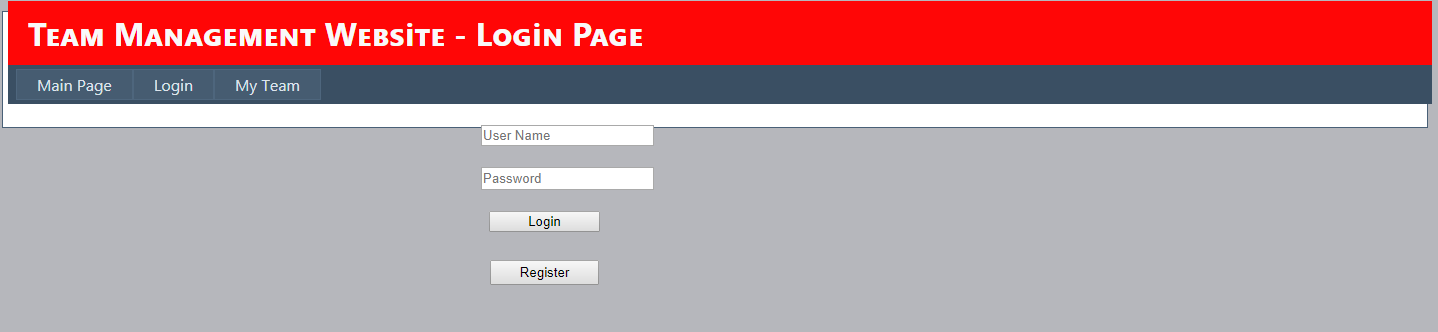 Team Management Website - Login Page
Main Page Login My Team
User Name
Password
Login
Register